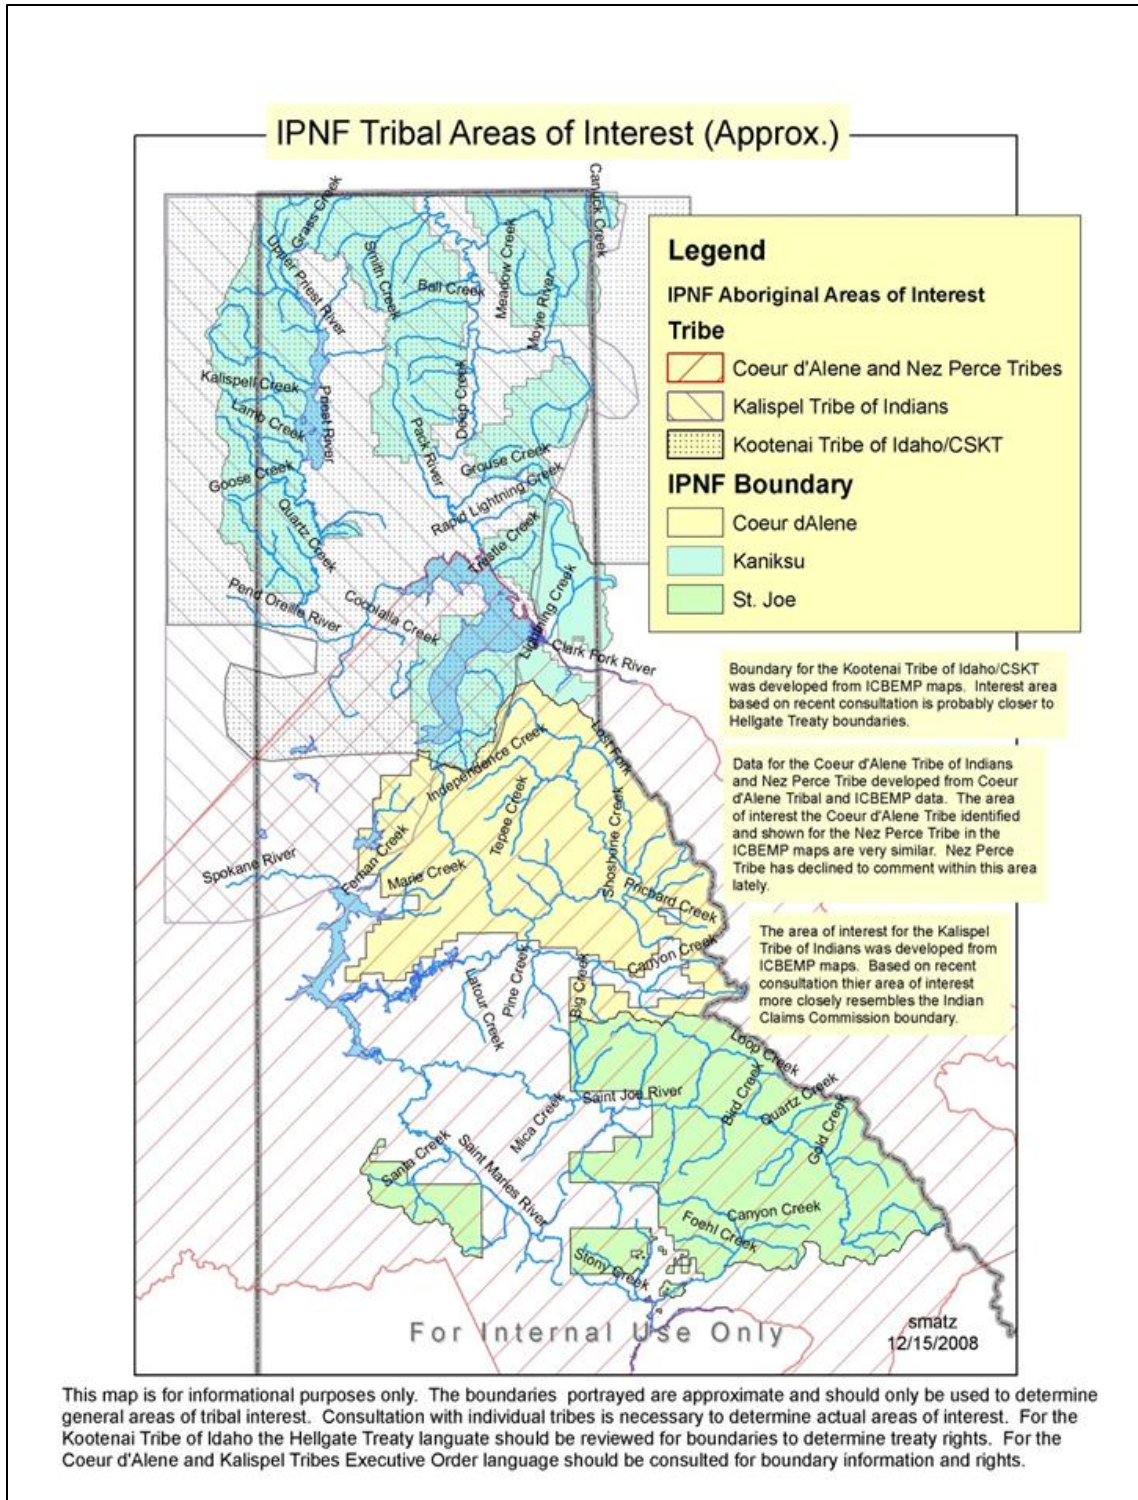 IPNF Tribal Areas of Interest (Approx.)
Canuck Creek
Grass Creek
Upper Priest River
Smith Creek
Ball Creek
Meadow Creek
Moyie River
Kalispell Creek
Lamb Creek
Priest River
Deep Creek
Pack River
Goose Creek
Grouse Creek
Rapid Lightning Creek
Quartz Creek
Trestle Creek
Pend Oreille River
Cocolalla Creek
Lightning Creek
Clark Fork River
Legend
IPNF Aboriginal Areas of Interest
Tribe
Coeur d'Alene and Nez Perce Tribes
Kalispel Tribe of Indians
Kootenai Tribe of Idaho/CSKT
IPNF Boundary
Coeur dAlene
Kaniksu
St. Joe
Boundary for the Kootenai Tribe of Idaho/CSKT
was developed from ICBEMP maps.  Interest area
based on recent consultation is probably closer to
Hellgate Treaty boundaries.
Data for the Coeur d'Alene Tribe of Indians
and Nez Perce Tribe developed from Coeur
d'Alene Tribal and ICBEMP data.  The area
of interest the Coeur d'Alene Tribe identified
and shown for the Nez Perce Tribe in the
ICBEMP maps are very similar.  Nez Perce
Tribe has declined to comment within this area
lately.
The area of interest for the Kalispel
Tribe of Indians was developed from
ICBEMP maps.  Based on recent
consultation thier area of interest
more closely resembles the Indian
Claims Commission boundary.
Independence Creek
Lost Fork
Tepee Creek
Shoshone Creek
Spokane River
Fernan Creek
Marie Creek
Prichard Creek
Canyon Creek
Latour Creek
Pine Creek
Big Creek
Loop Creek
Saint Joe River
Bird Creek
Quartz Creek
Gold Creek
Mica Creek
Santa Creek
Saint Maries River
Canyon Creek
Foehl Creek
Stony Creek
For Internal Use Only
smatz
12/15/2008
This map is for informational purposes only.  The boundaries  portrayed are approximate and should only be used to determine
general areas of tribal interest.  Consultation with individual tribes is necessary to determine actual areas of interest.  For the
Kootenai Tribe of Idaho the Hellgate Treaty languate should be reviewed for boundaries to determine treaty rights.  For the
Coeur d'Alene and Kalispel Tribes Executive Order language should be consulted for boundary information and rights.